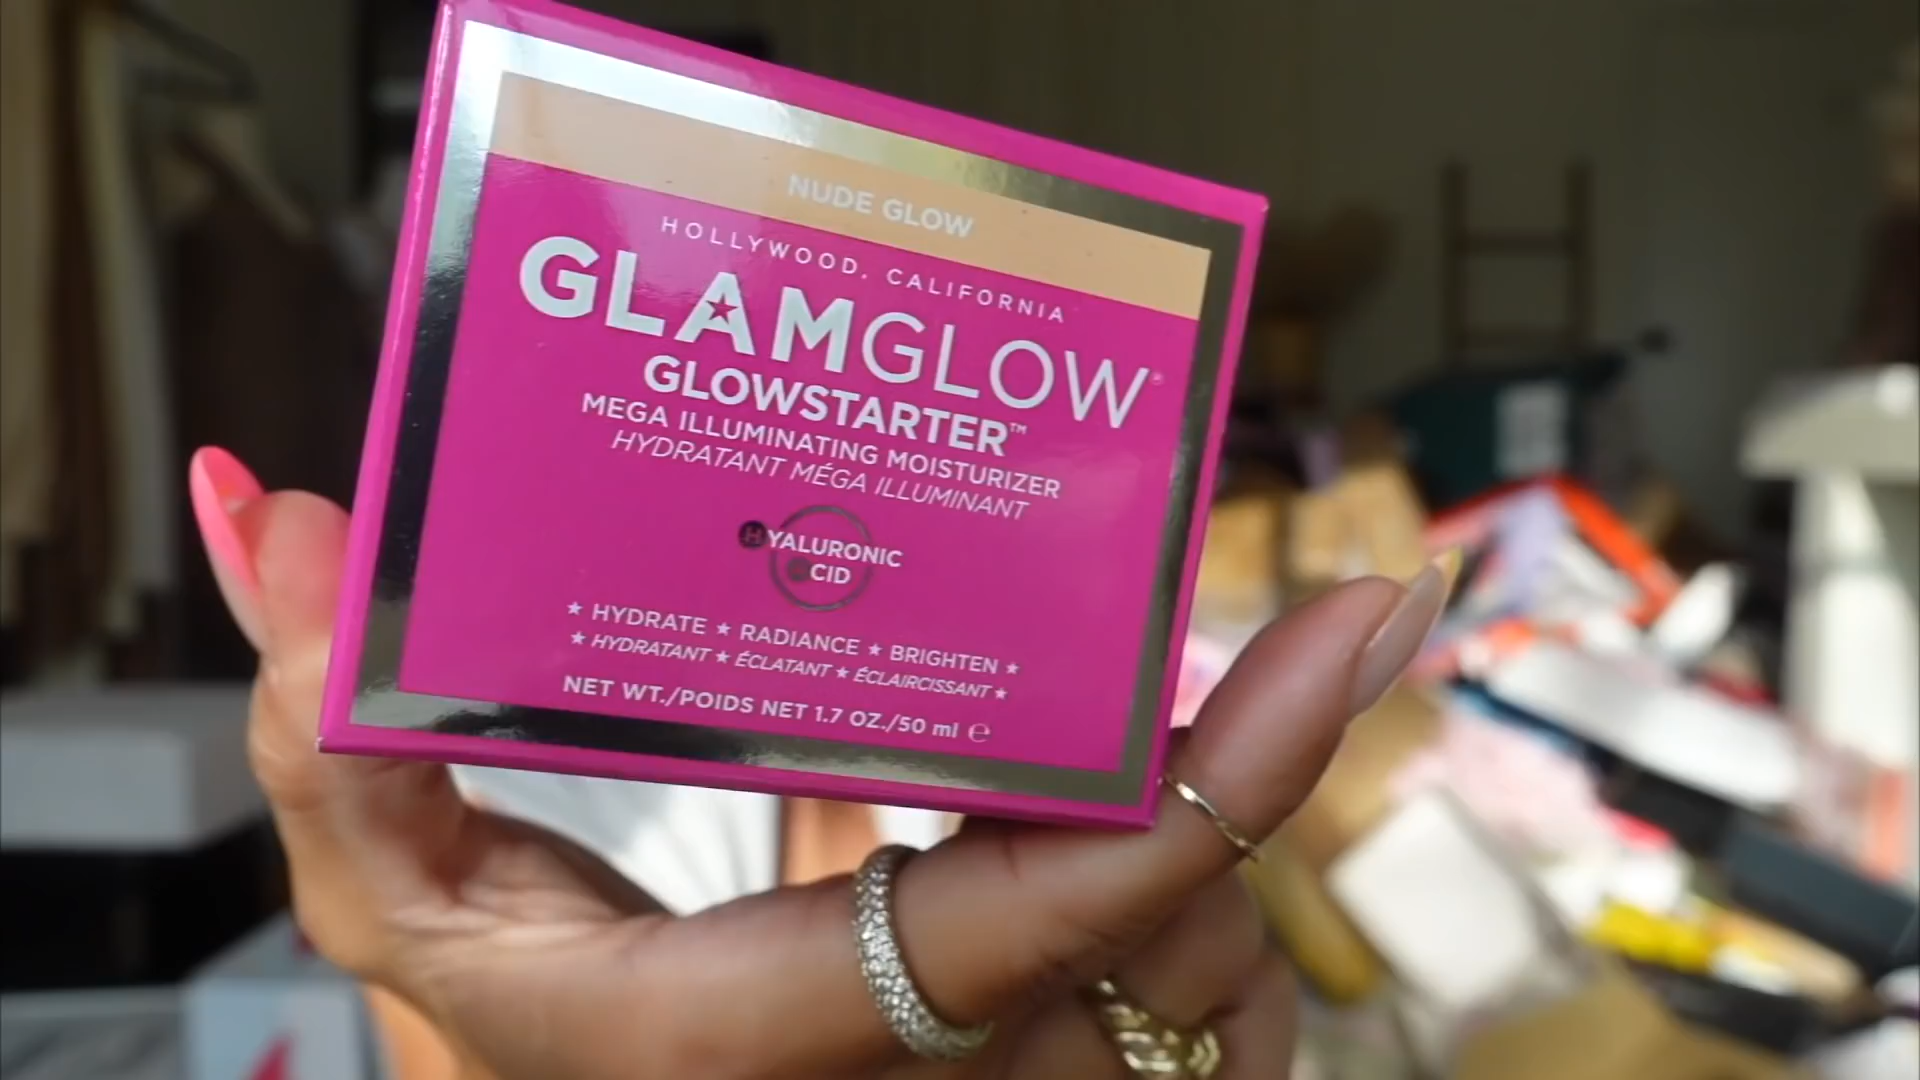 NUDE GLOW
HOLLYWOOD, CALIFORNIA
GLAMGLOW®
GLOWSTARTER™
MEGA ILLUMINATING MOISTURIZER
HYDRATANT MÉGA ILLUMINANT
HYALURONIC
ACID
★ HYDRATE ★ RADIANCE ★ BRIGHTEN ★
★ HYDRATANT ★ ÉCLATANT ★ ÉCLAIRCISSANT ★
NET WT./POIDS NET 1.7 OZ./50 ml ℮